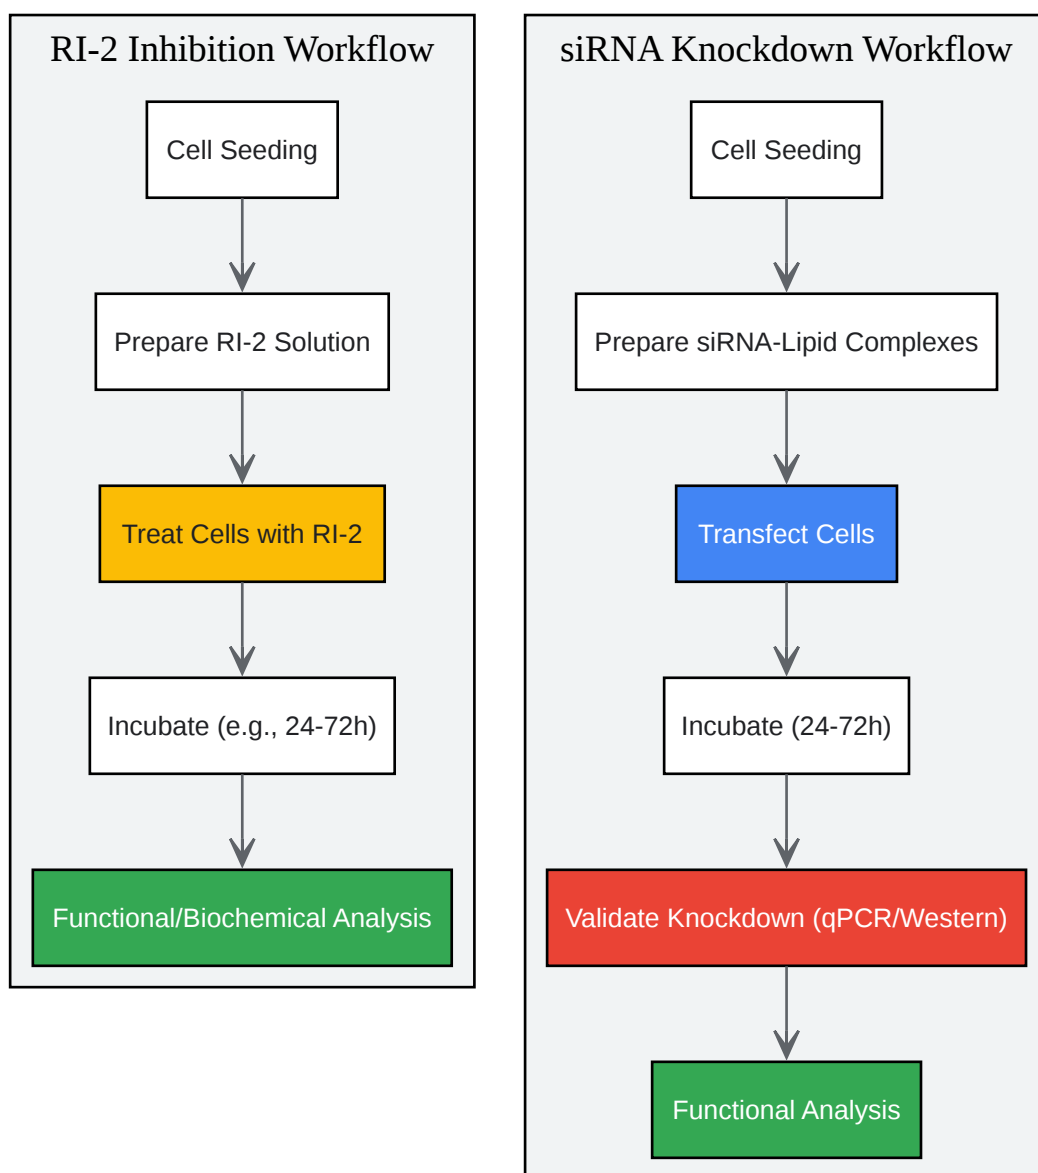 RI-2 Inhibition Workflow
Cell Seeding
Prepare RI-2 Solution
Treat Cells with RI-2
Incubate (e.g., 24-72h)
Functional/Biochemical Analysis
siRNA Knockdown Workflow
Cell Seeding
Prepare siRNA-Lipid Complexes
Transfect Cells
Incubate (24-72h)
Validate Knockdown (qPCR/Western)
Functional Analysis